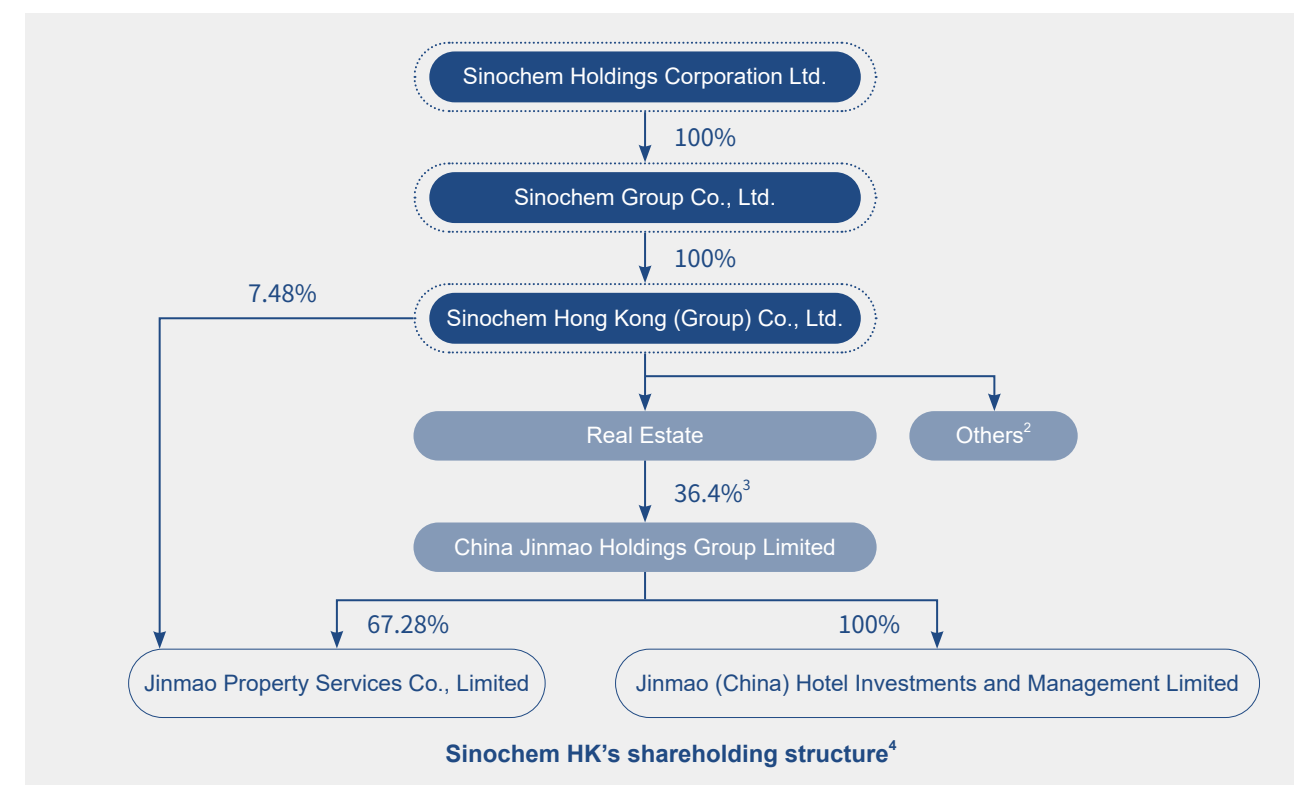 Sinochem Holdings Corporation Ltd.
100%
Sinochem Group Co., Ltd.
100%
7.48%
Sinochem Hong Kong (Group) Co., Ltd.
Real Estate
Others2
36.4%3
China Jinmao Holdings Group Limited
67.28%
100%
Jinmao Property Services Co., Limited
Jinmao (China) Hotel Investments and Management Limited
Sinochem HK’s shareholding structure4